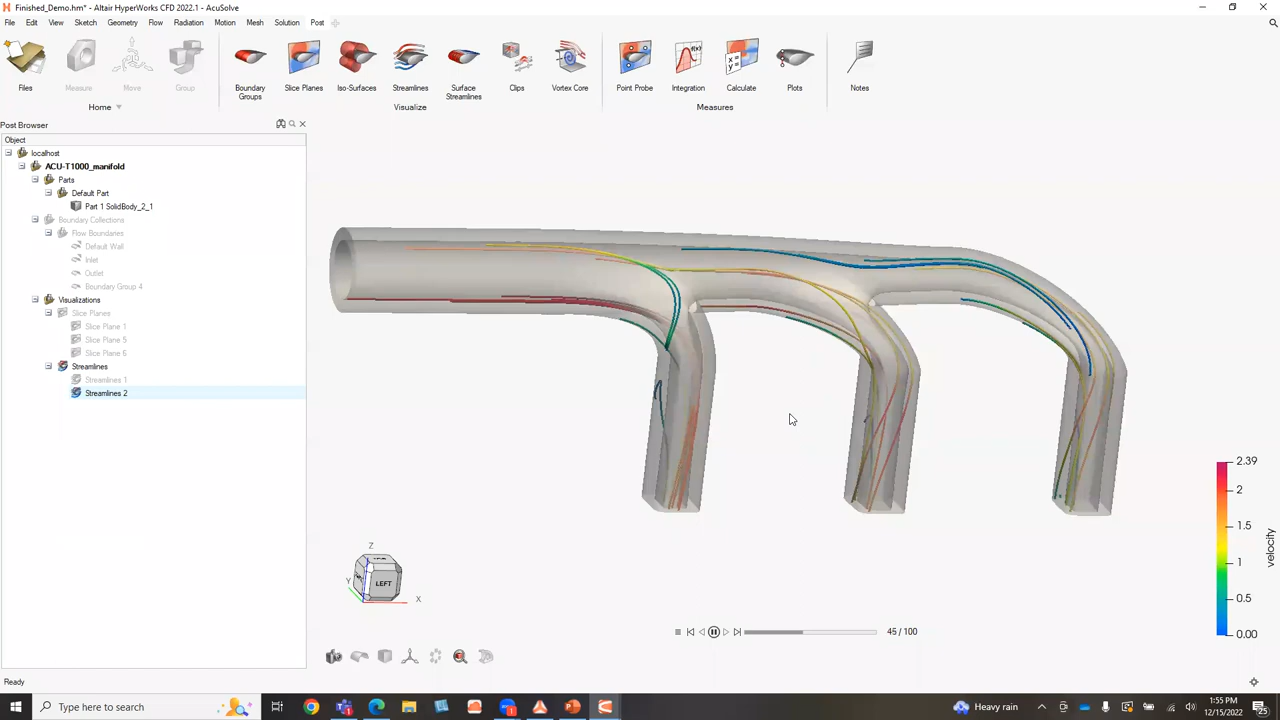 Finished_Demo.hm* - Altair HyperWorks CFD 2022.1 - AcuSolve
File Edit View Sketch Geometry Flow Radiation Motion Mesh Solution Post
Files Measure Move Group Boundary Groups Slice Planes Iso-Surfaces Streamlines Surface Streamlines Clips Vortex Core Point Probe Integration Calculate Plots Notes
Home Visualize Measures
Post Browser
Object
localhost
ACU-T1000_manifold
Parts
Default Part
Part 1 SolidBody_2_1
Boundary Collections
Flow Boundaries
Default Wall
Inlet
Outlet
Boundary Group 4
Visualizations
Slice Planes
Slice Plane 1
Slice Plane 5
Slice Plane 6
Streamlines
Streamlines 1
Streamlines 2
2.39
2
1.5
1
0.5
0.00
velocity
Z
Y
X
LEFT
45 / 100
Ready
Type here to search
Heavy rain
1:55 PM
12/15/2022